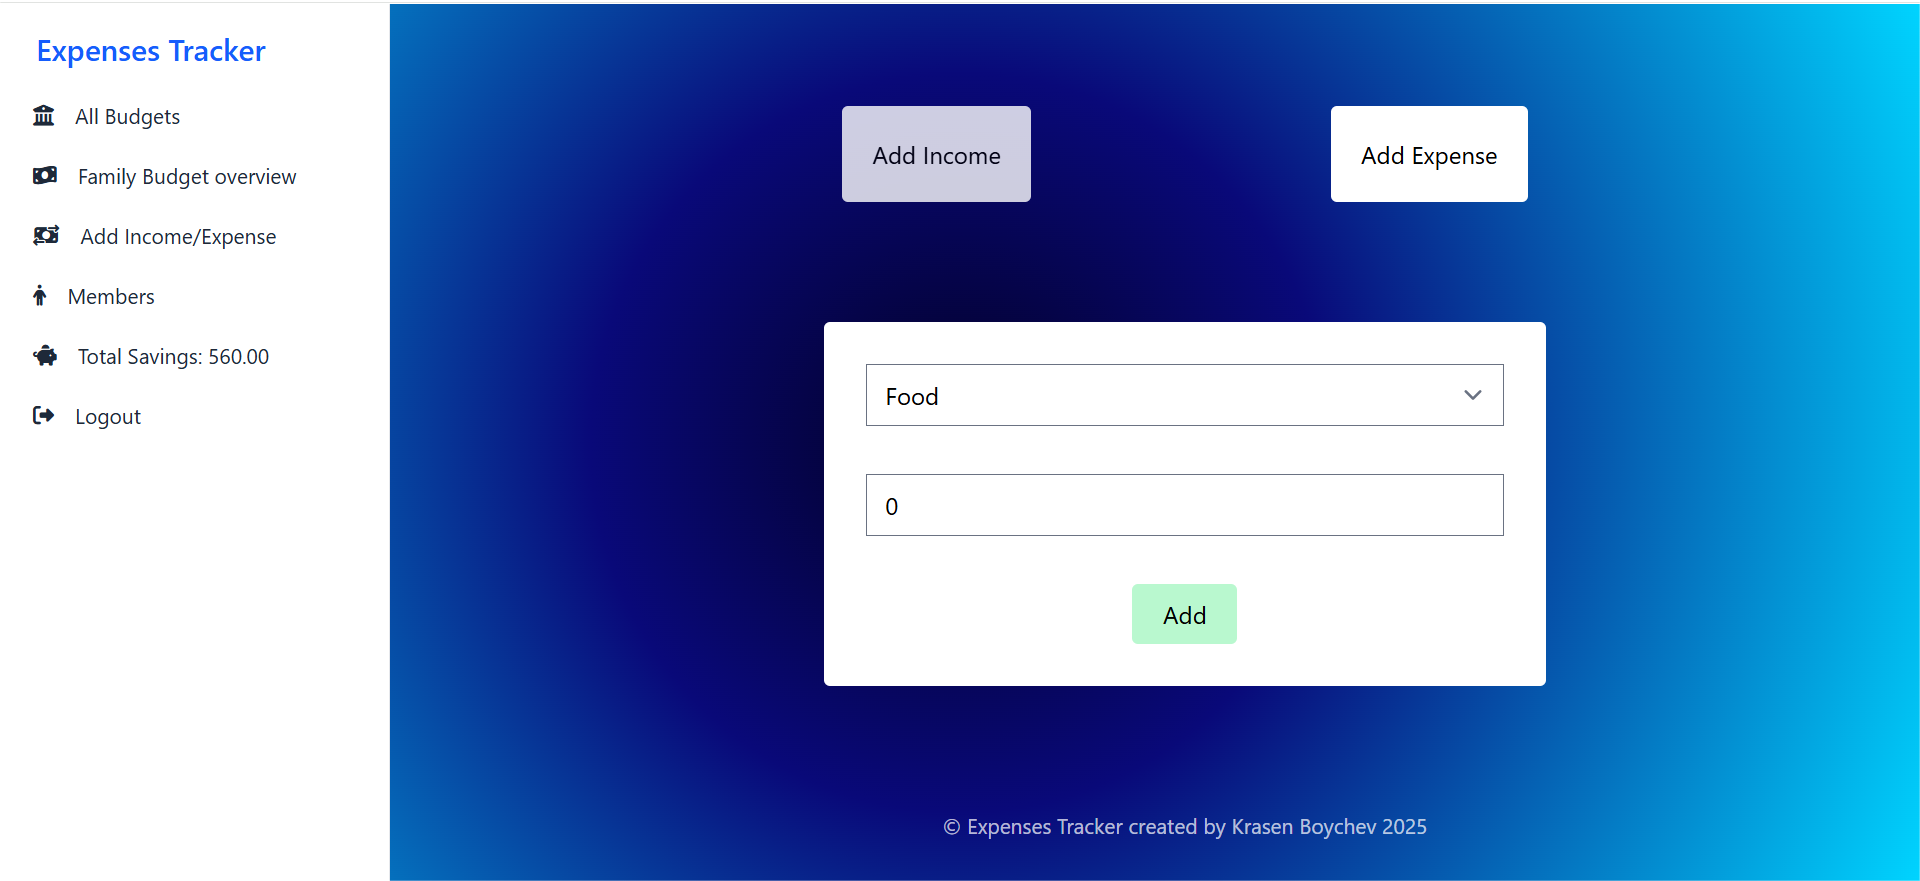 Expenses Tracker
All Budgets
Family Budget overview
Add Income/Expense
Members
Total Savings: 560.00
Logout
Add Income
Add Expense
Food
0
Add
© Expenses Tracker created by Krasen Boychev 2025